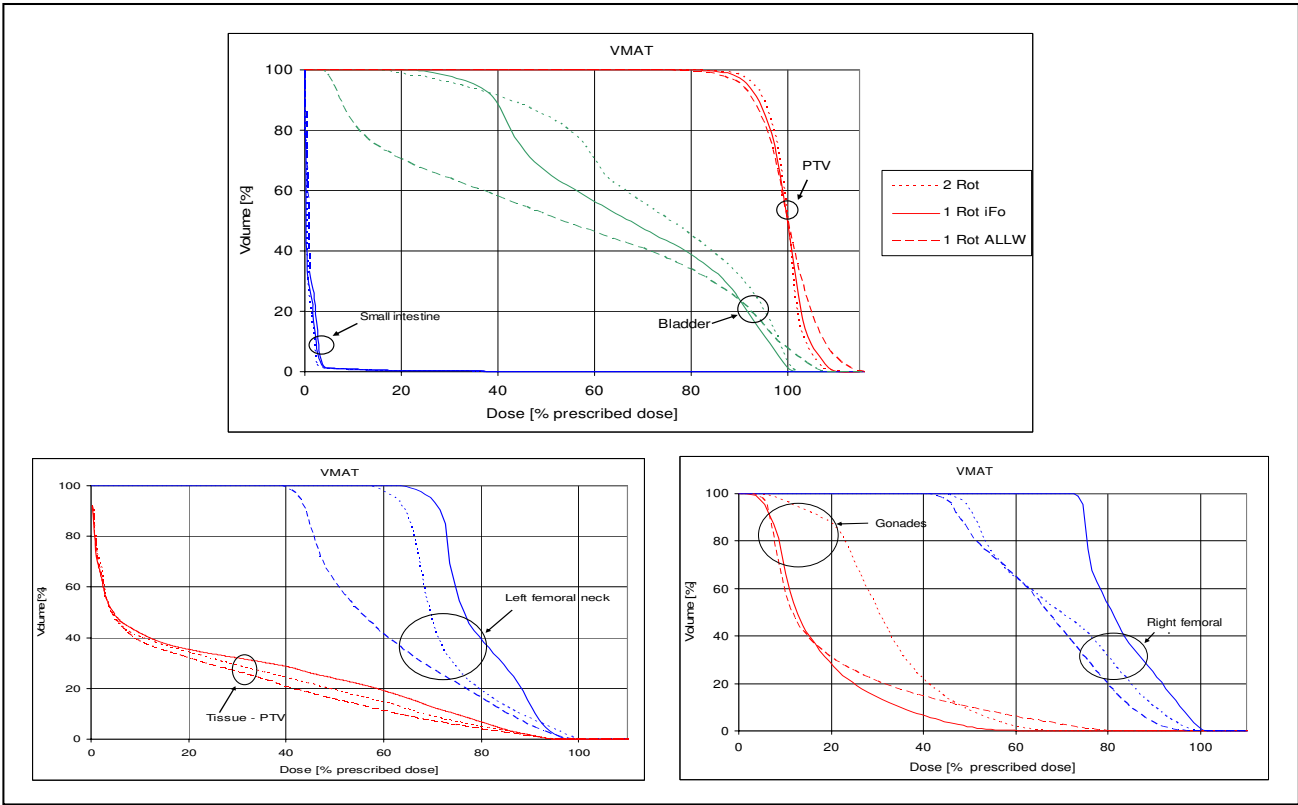 VMAT
100
80
60
40
20
0
0 20 40 60 80 100
Volume [%]
Dose [% prescribed dose]
PTV
Small intestine
Bladder
2 Rot
1 Rot iFo
1 Rot ALLW
VMAT
100
80
60
40
20
0
0 20 40 60 80 100
Volume [%]
Dose [% prescribed dose]
Left femoral neck
Tissue - PTV
VMAT
100
80
60
40
20
0
0 20 40 60 80 100
Volume [%]
Dose [% prescribed dose]
Gonades
Right femoral